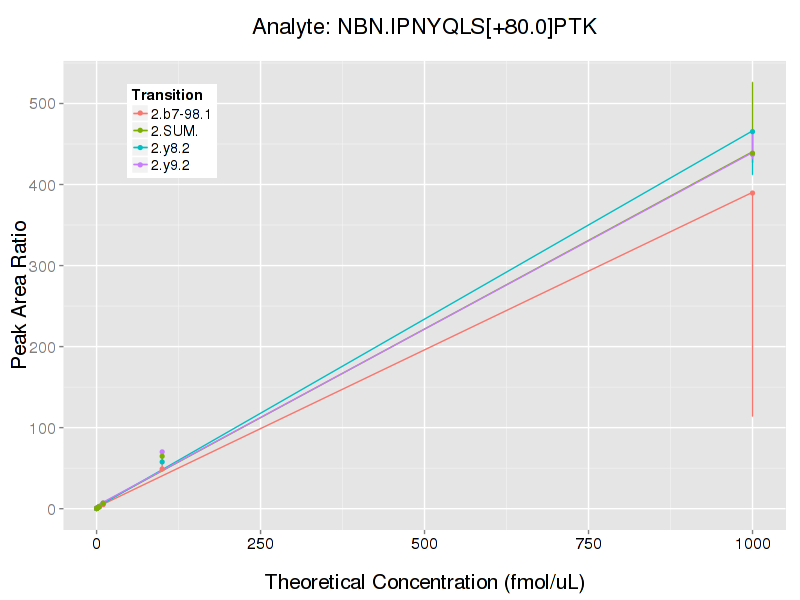 Analyte: NBN.IPNYQLS[+80.0]PTK
Transition
2.b7-98.1
2.SUM.
2.y8.2
2.y9.2
Peak Area Ratio
500
400
300
200
100
0
0 250 500 750 1000
Theoretical Concentration (fmol/uL)